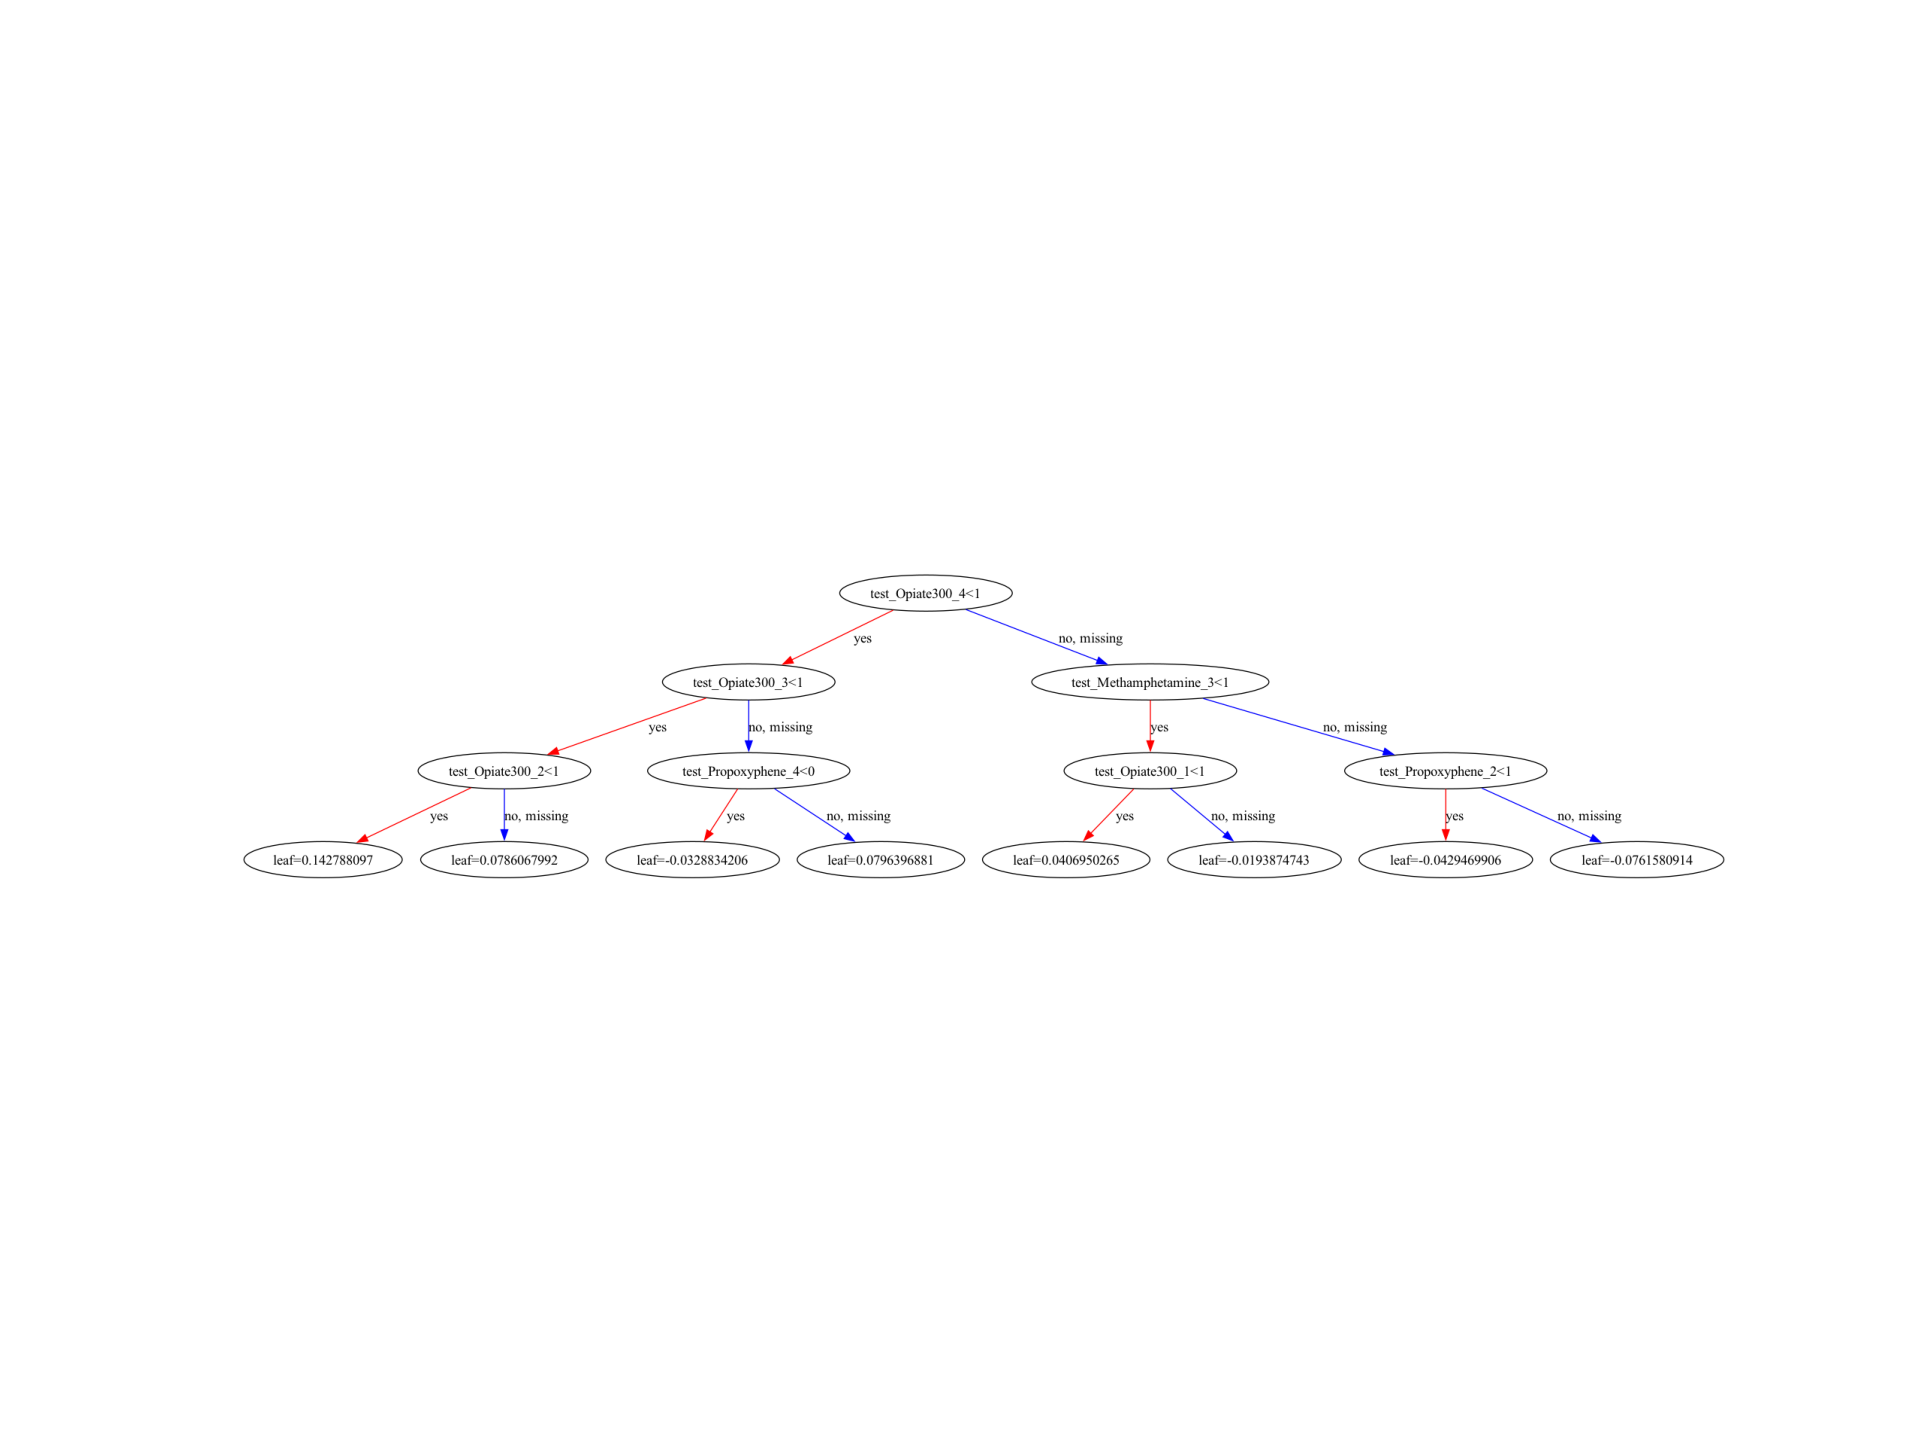 test_Opiate300_4<1
yes
no, missing
test_Opiate300_3<1
test_Methamphetamine_3<1
yes
no, missing
yes
no, missing
test_Opiate300_2<1
test_Propoxyphene_4<0
test_Opiate300_1<1
test_Propoxyphene_2<1
yes
no, missing
yes
no, missing
yes
no, missing
yes
no, missing
leaf=0.142788097
leaf=0.0786067992
leaf=-0.0328834206
leaf=0.0796396881
leaf=0.0406950265
leaf=-0.0193874743
leaf=-0.0429469906
leaf=-0.0761580914